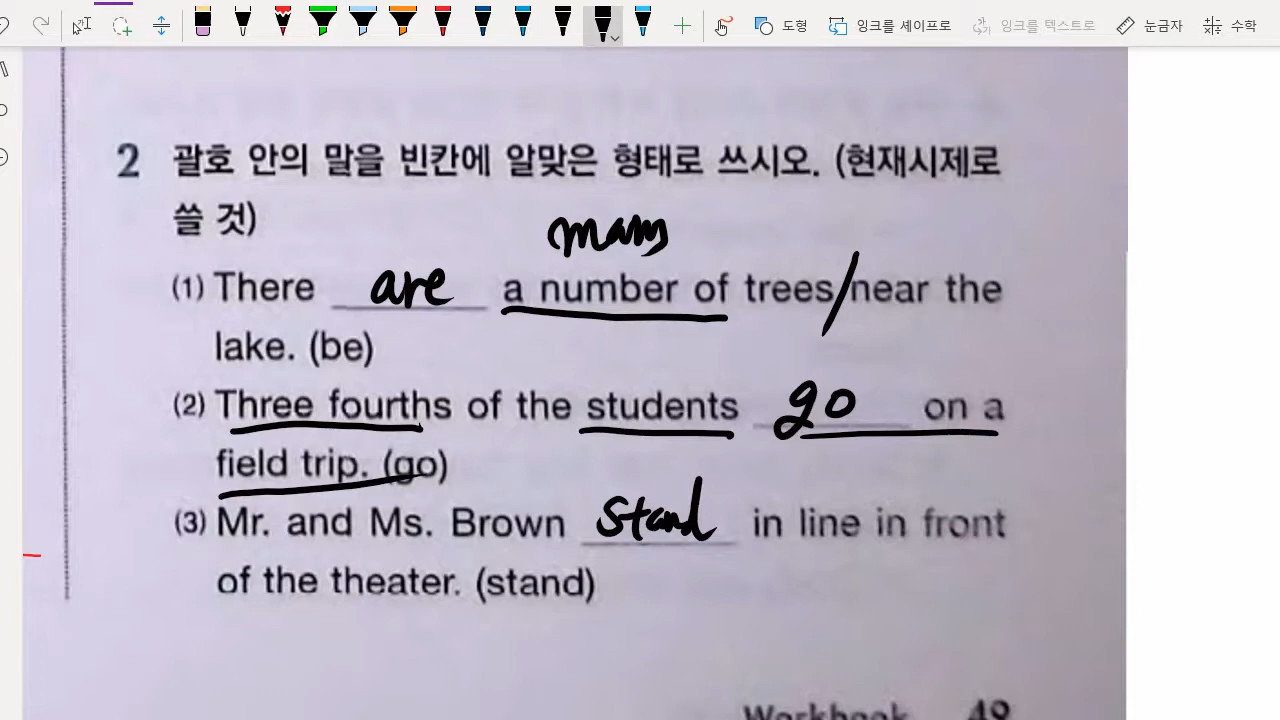 도형 잉크를 셰이프로 잉크를 텍스트로 눈금자 수학
2 괄호 안의 말을 빈칸에 알맞은 형태로 쓰시오. (현재시제로
쓸 것)
many
(1) There are a number of trees/near the
lake. (be)
(2) Three fourths of the students go on a
field trip. (go)
(3) Mr. and Ms. Brown stand in line in front
of the theater. (stand)
Workbook 49